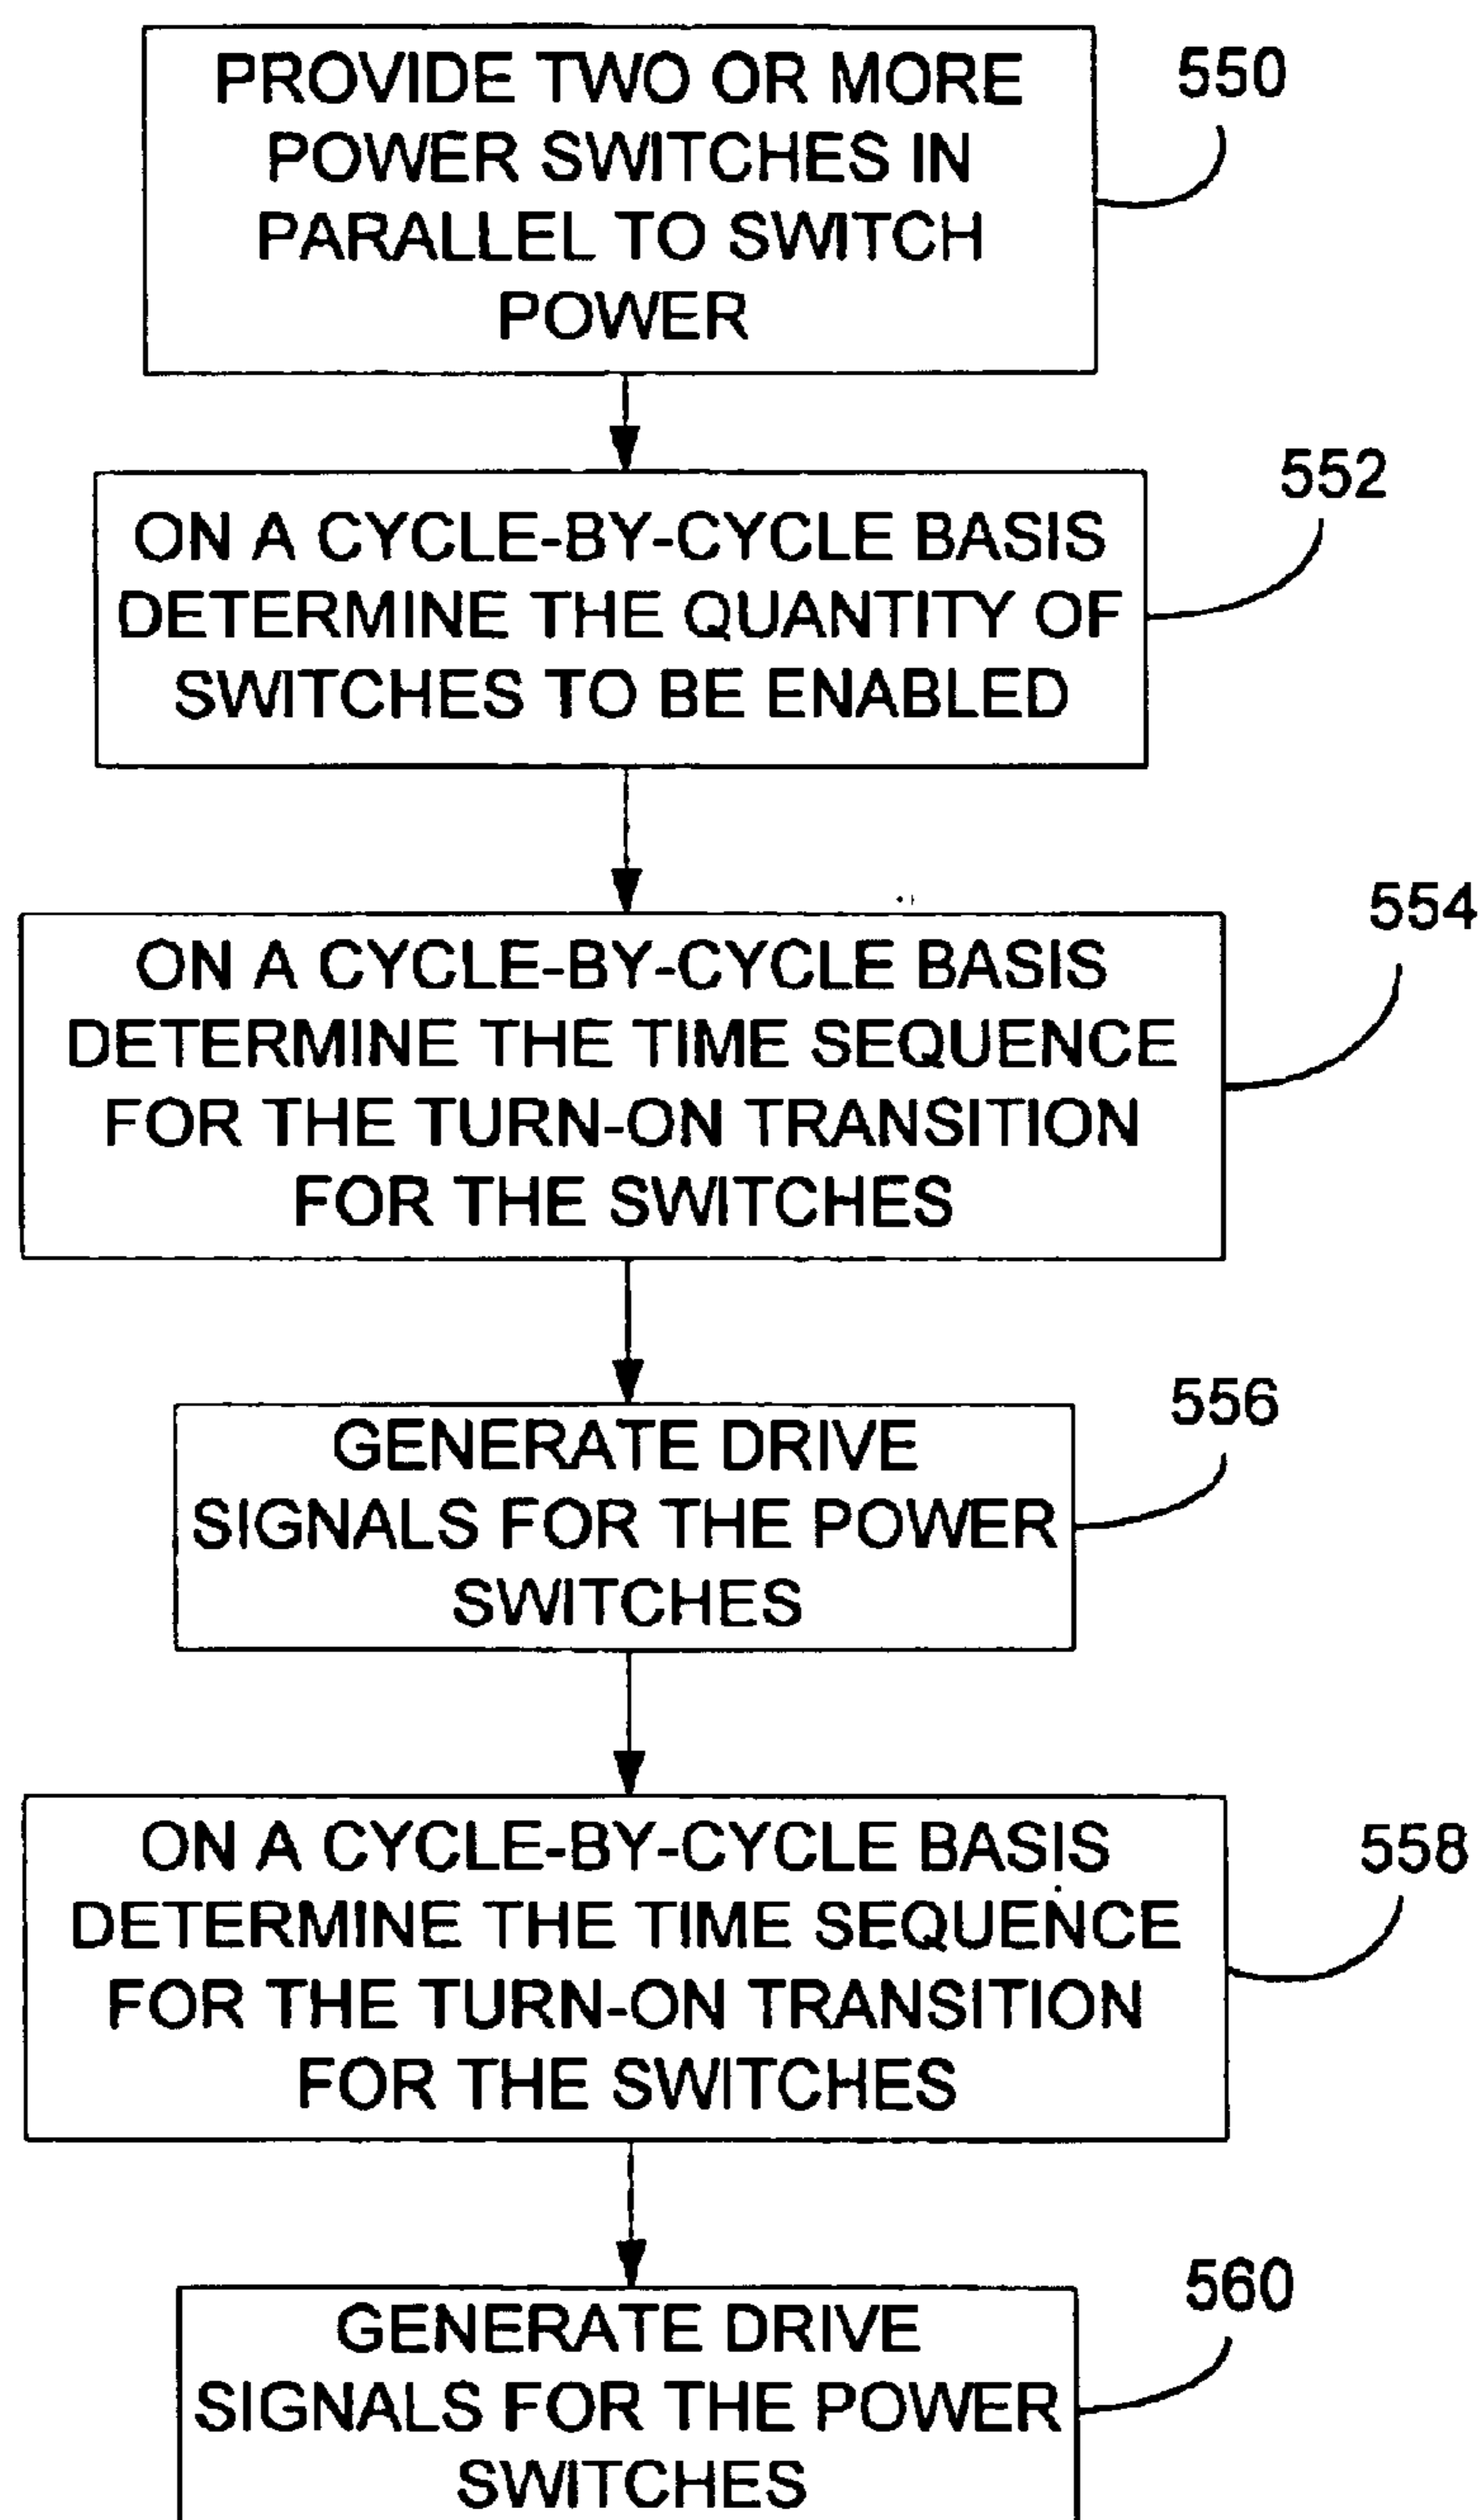 PROVIDE TWO OR MORE
POWER SWITCHES IN
PARALLEL TO SWITCH
POWER
550
ON A CYCLE-BY-CYCLE BASIS
DETERMINE THE QUANTITY OF
SWITCHES TO BE ENABLED
552
ON A CYCLE-BY-CYCLE BASIS
DETERMINE THE TIME SEQUENCE
FOR THE TURN-ON TRANSITION
FOR THE SWITCHES
554
GENERATE DRIVE
SIGNALS FOR THE POWER
SWITCHES
556
ON A CYCLE-BY-CYCLE BASIS
DETERMINE THE TIME SEQUENCE
FOR THE TURN-ON TRANSITION
FOR THE SWITCHES
558
GENERATE DRIVE
SIGNALS FOR THE POWER
SWITCHES
560